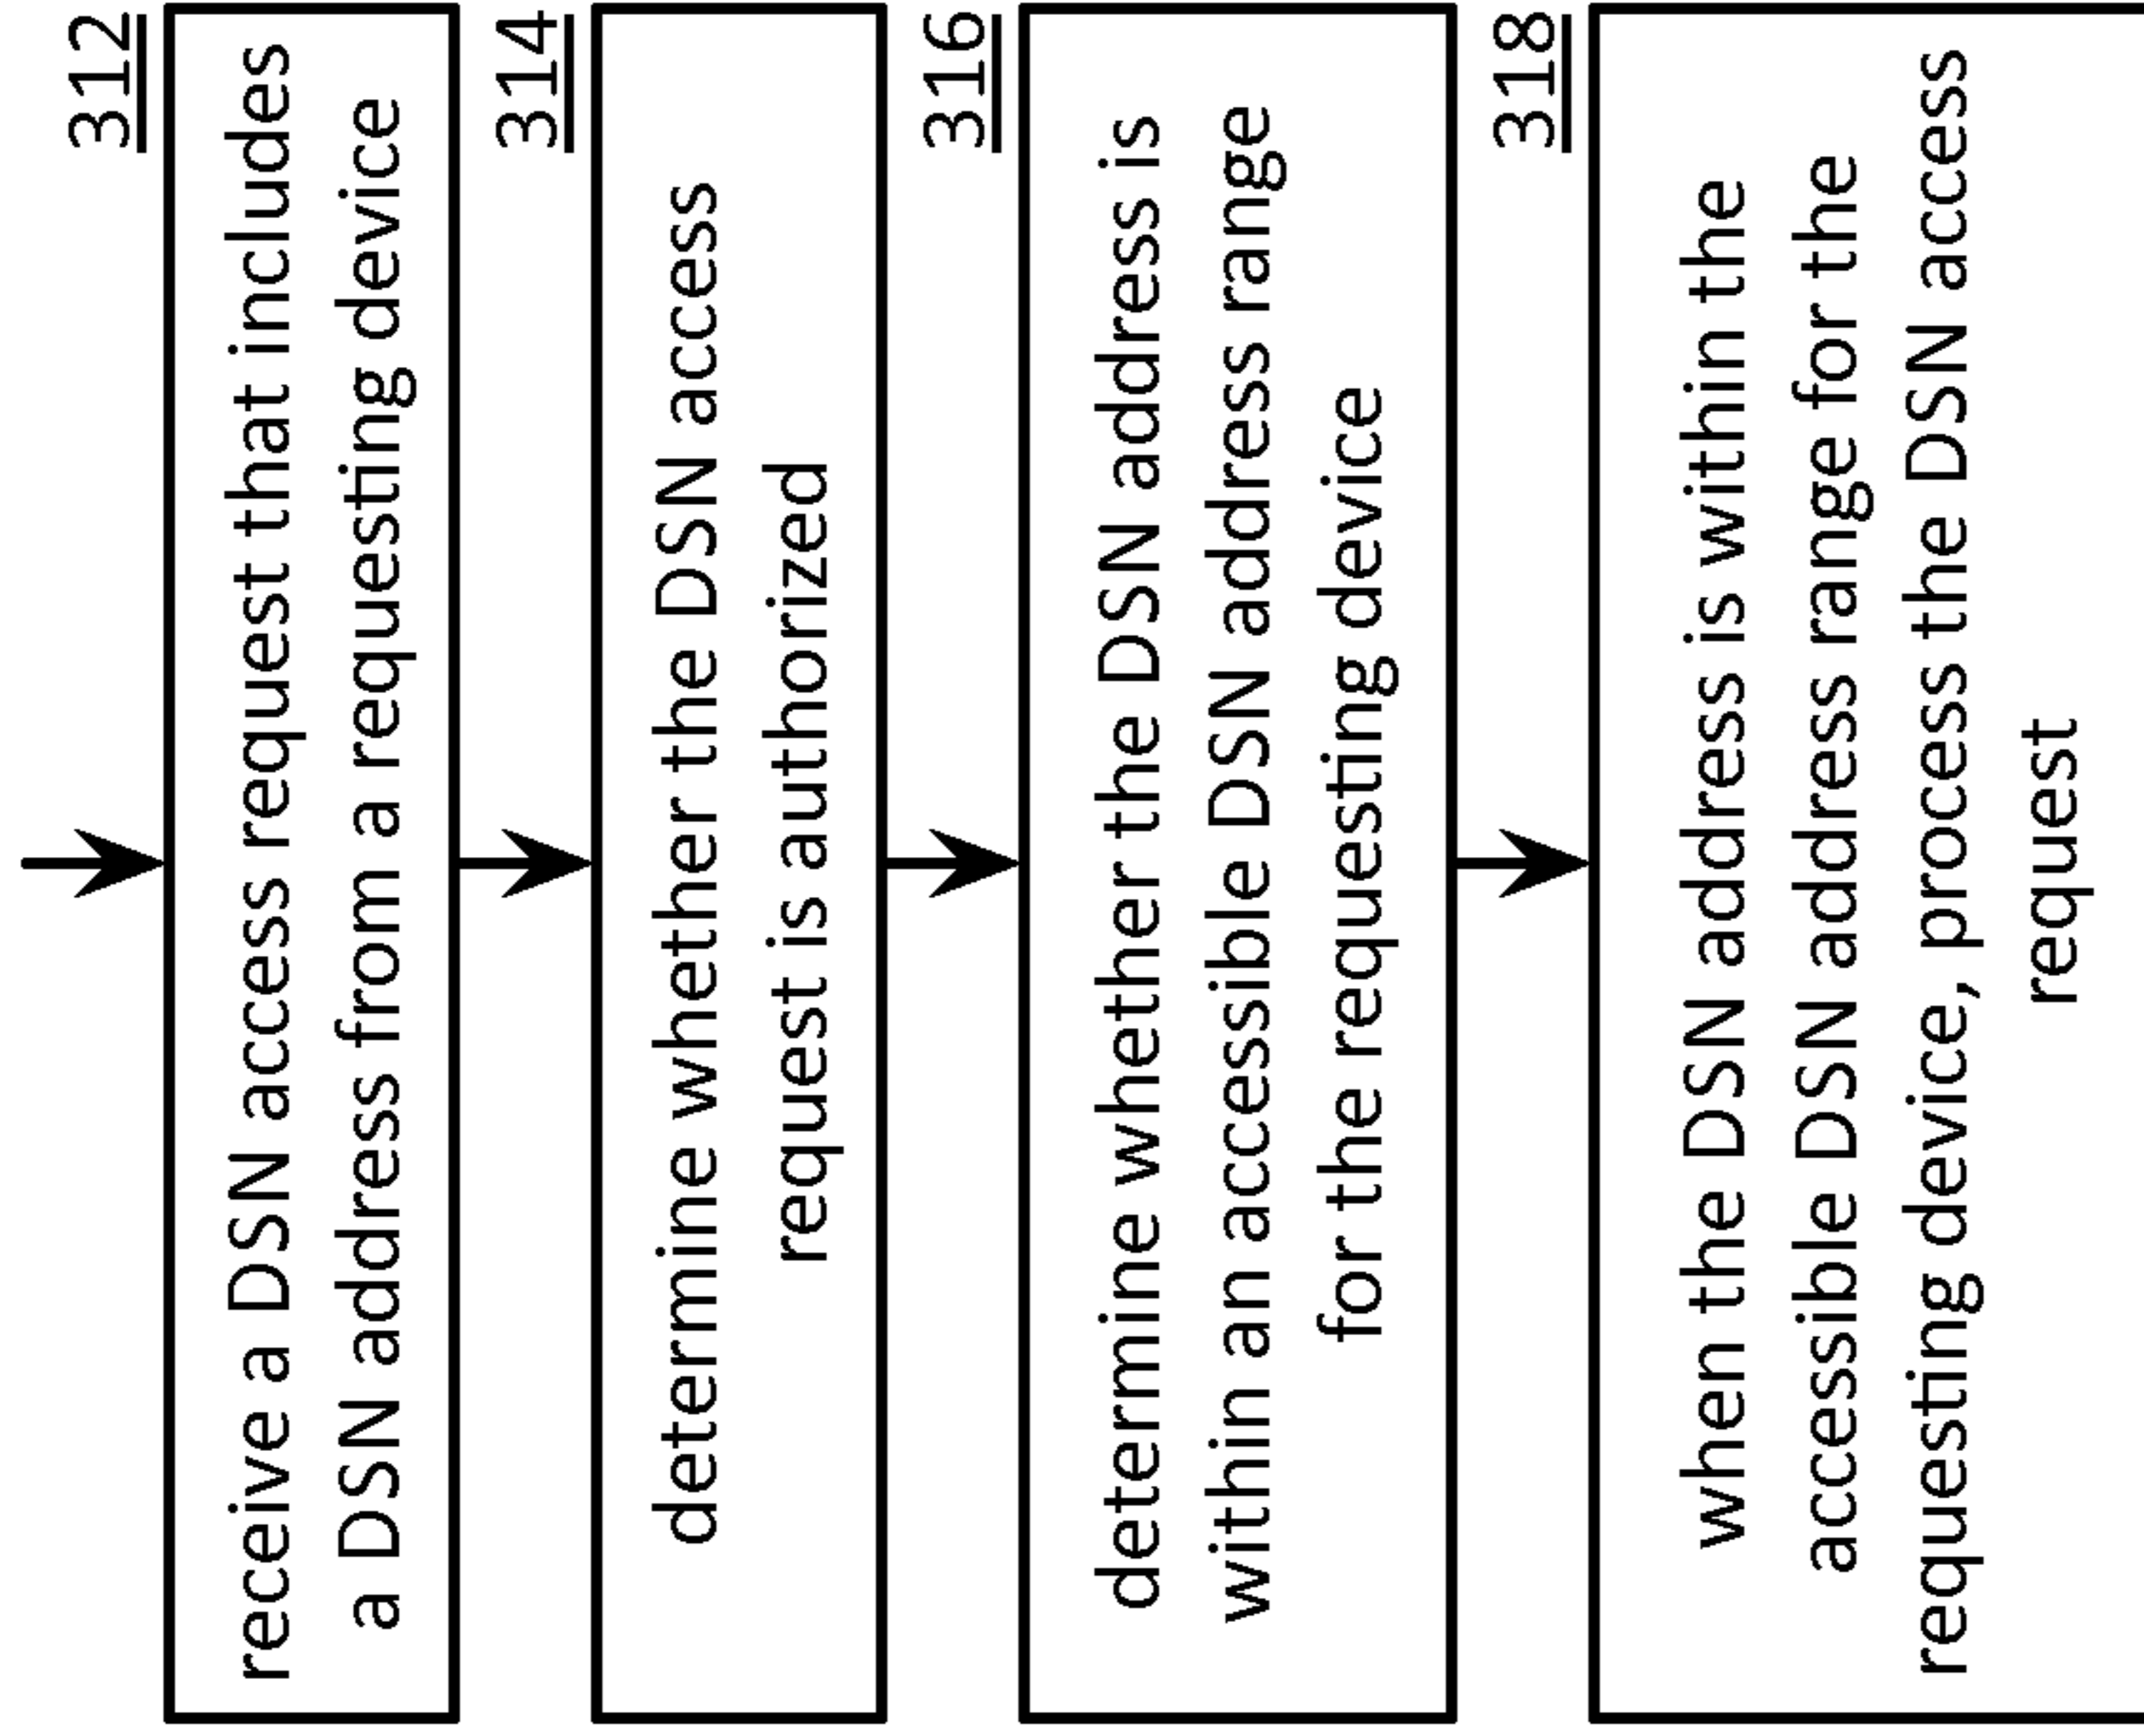 312
receive a DSN access request that includes
a DSN address from a requesting device
314
determine whether the DSN access
request is authorized
316
determine whether the DSN address is
within an accessible DSN address range
for the requesting device
318
when the DSN address is within the
accessible DSN address range for the
requesting device, process the DSN access
request